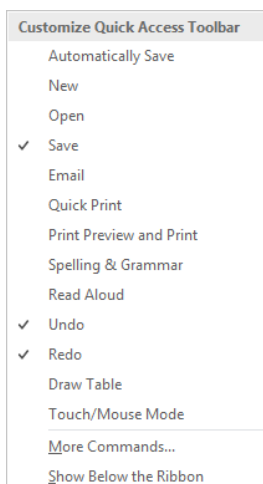 Customize Quick Access Toolbar
Automatically Save
New
Open
Save
Email
Quick Print
Print Preview and Print
Spelling & Grammar
Read Aloud
Undo
Redo
Draw Table
Touch/Mouse Mode
More Commands...
Show Below the Ribbon